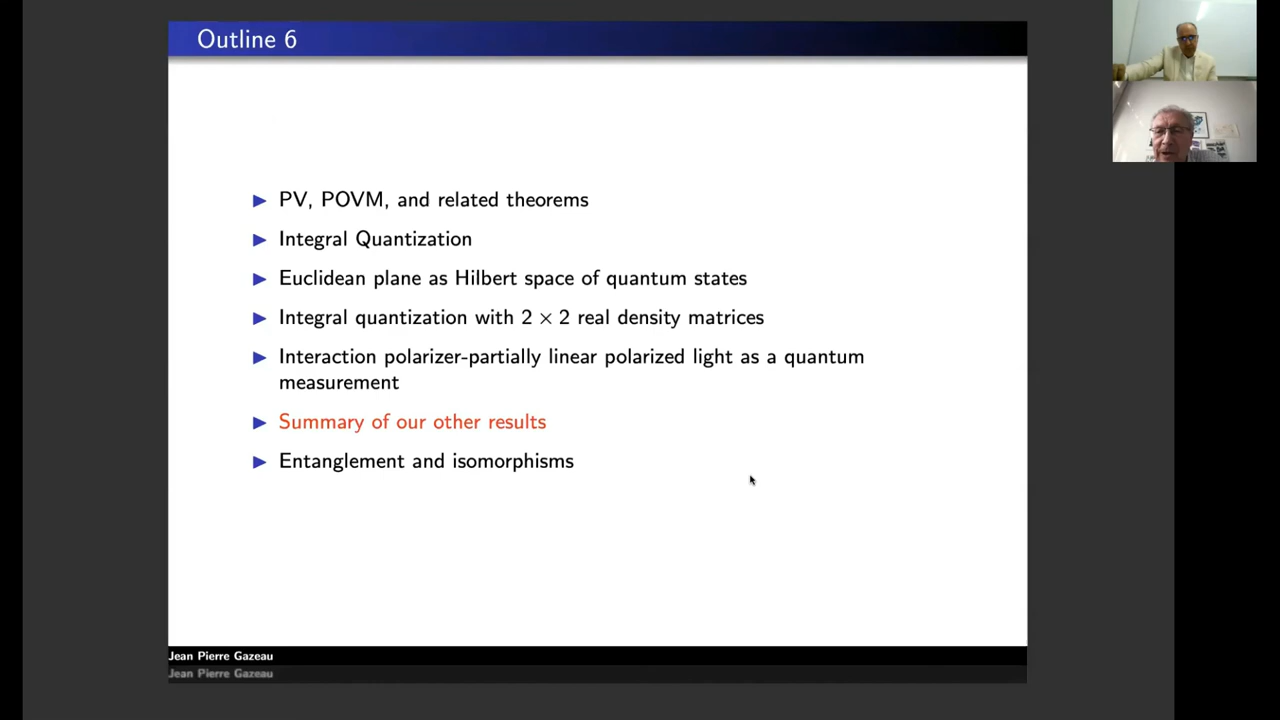 Outline 6
▶ PV, POVM, and related theorems
▶ Integral Quantization
▶ Euclidean plane as Hilbert space of quantum states
▶ Integral quantization with 2 × 2 real density matrices
▶ Interaction polarizer-partially linear polarized light as a quantum
measurement
▶ Summary of our other results
▶ Entanglement and isomorphisms
Jean Pierre Gazeau
Jean Pierre Gazeau